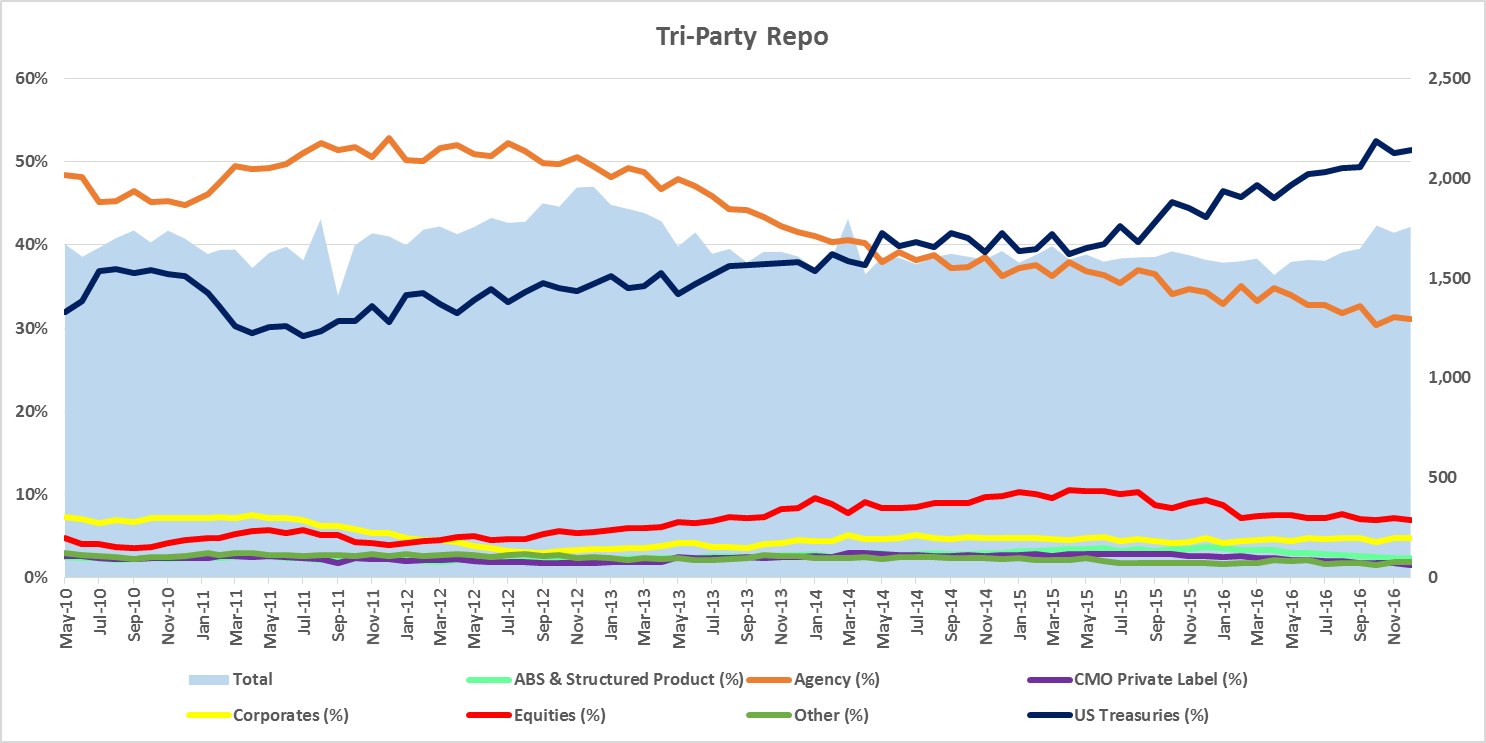 Tri-Party Repo
60%
50%
40%
30%
20%
10%
0%
2,500
2,000
1,500
1,000
500
0
May-10
Jul-10
Sep-10
Nov-10
Jan-11
Mar-11
May-11
Jul-11
Sep-11
Nov-11
Jan-12
Mar-12
May-12
Jul-12
Sep-12
Nov-12
Jan-13
Mar-13
May-13
Jul-13
Sep-13
Nov-13
Jan-14
Mar-14
May-14
Jul-14
Sep-14
Nov-14
Jan-15
Mar-15
May-15
Jul-15
Sep-15
Nov-15
Jan-16
Mar-16
May-16
Jul-16
Sep-16
Nov-16
Total
ABS & Structured Product (%)
Agency (%)
CMO Private Label (%)
Corporates (%)
Equities (%)
Other (%)
US Treasuries (%)